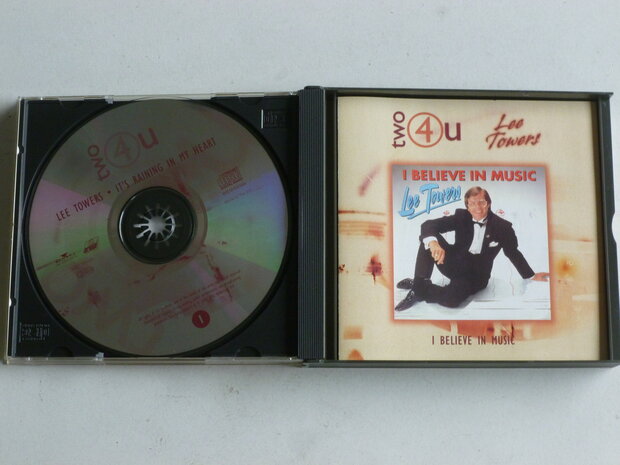 two 4 u
LEE TOWERS • IT'S RAINING IN MY HEART
1
two 4 u
Lee
Towers
I BELIEVE IN MUSIC
Lee Towers
I BELIEVE IN MUSIC